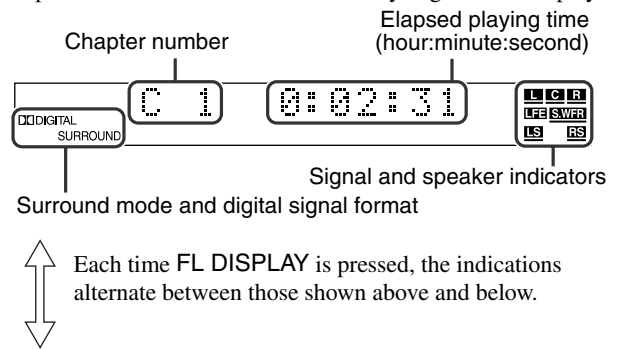 Elapsed playing time
Chapter number
(hour:minute:second)
C 1
0:02:31
L C R
LFE S.WFR
LS RS
DIGITAL
SURROUND
Signal and speaker indicators
Surround mode and digital signal format
Each time FL DISPLAY is pressed, the indications
alternate between those shown above and below.